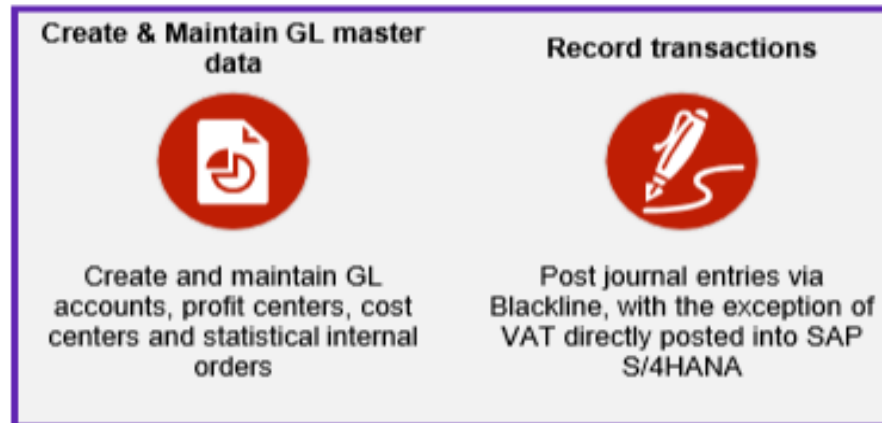 Create & Maintain GL master
data
Create and maintain GL
accounts, profit centers, cost
centers and statistical internal
orders
Record transactions
Post journal entries via
Blackline, with the exception of
VAT directly posted into SAP
S/4HANA